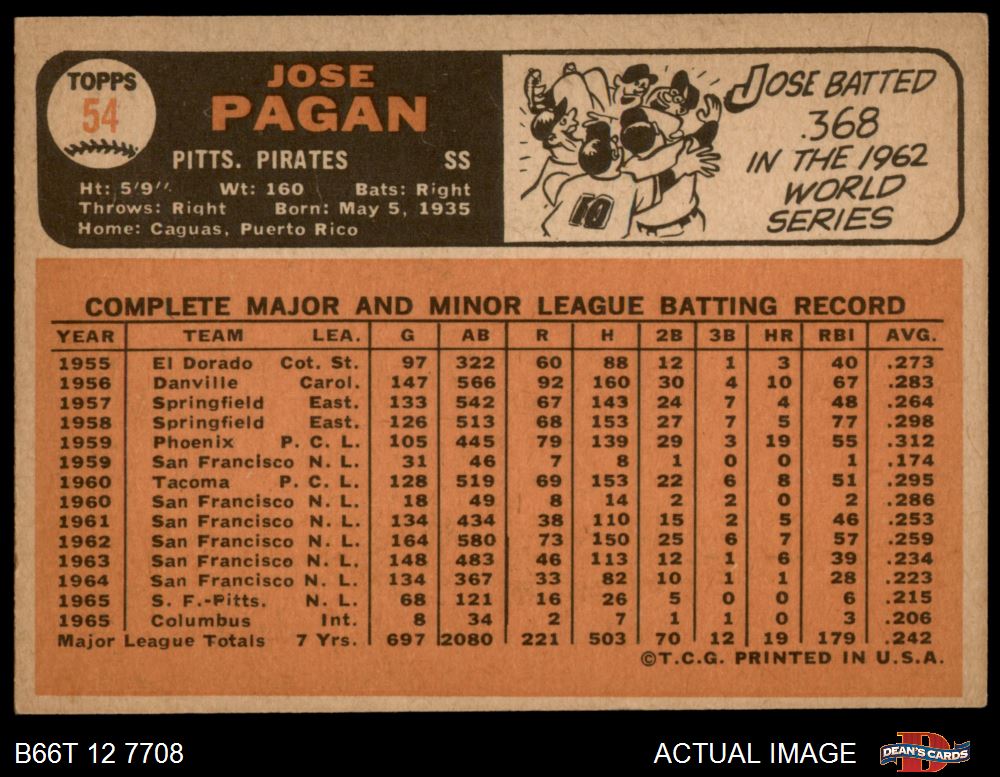 TOPPS
54
JOSE
PAGAN
PITTS. PIRATES SS
Ht: 5'9" Wt: 160 Bats: Right
Throws: Right Born: May 5, 1935
Home: Caguas, Puerto Rico
10
JOSE BATTED
.368
IN THE 1962
WORLD
SERIES
COMPLETE MAJOR AND MINOR LEAGUE BATTING RECORD
YEAR TEAM LEA. G AB R H 2B 3B HR RBI AVG.
1955 El Dorado Cot. St. 97 322 60 88 12 1 3 40 .273
1956 Danville Carol. 147 566 92 160 30 4 10 67 .283
1957 Springfield East. 133 542 67 143 24 7 4 48 .264
1958 Springfield East. 126 513 68 153 27 7 5 77 .298
1959 Phoenix P. C. L. 105 445 79 139 29 3 19 55 .312
1959 San Francisco N. L. 31 46 7 8 1 0 0 1 .174
1960 Tacoma P. C. L. 128 519 69 153 22 6 8 51 .295
1960 San Francisco N. L. 18 49 8 14 2 2 0 2 .286
1961 San Francisco N. L. 134 434 38 110 15 2 5 46 .253
1962 San Francisco N. L. 164 580 73 150 25 6 7 57 .259
1963 San Francisco N. L. 148 483 46 113 12 1 6 39 .234
1964 San Francisco N. L. 134 367 33 82 10 1 1 28 .223
1965 S. F.-Pitts. N. L. 68 121 16 26 5 0 0 6 .215
1965 Columbus Int. 8 34 2 7 1 1 0 3 .206
Major League Totals 7 Yrs. 697 2080 221 503 70 12 19 179 .242
©T.C.G. PRINTED IN U.S.A.
B66T 12 7708 ACTUAL IMAGE DEAN'S CARDS